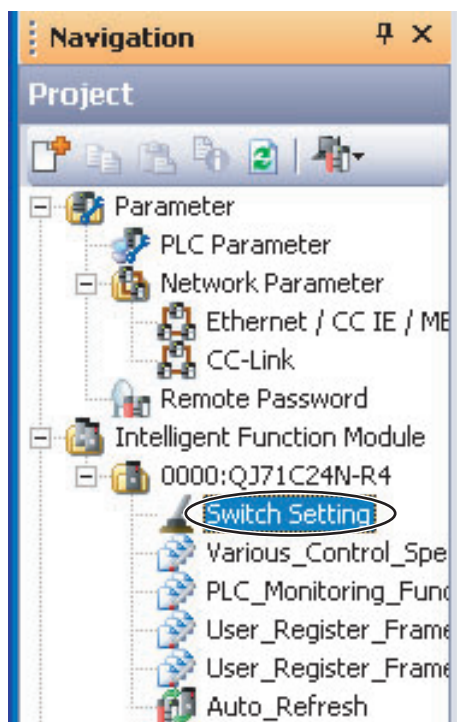 Navigation
Project
Parameter
PLC Parameter
Network Parameter
Ethernet / CC IE / ME
CC-Link
Remote Password
Intelligent Function Module
0000:QJ71C24N-R4
Switch Setting
Various_Control_Spe
PLC_Monitoring_Func
User_Register_Frame
User_Register_Frame
Auto_Refresh